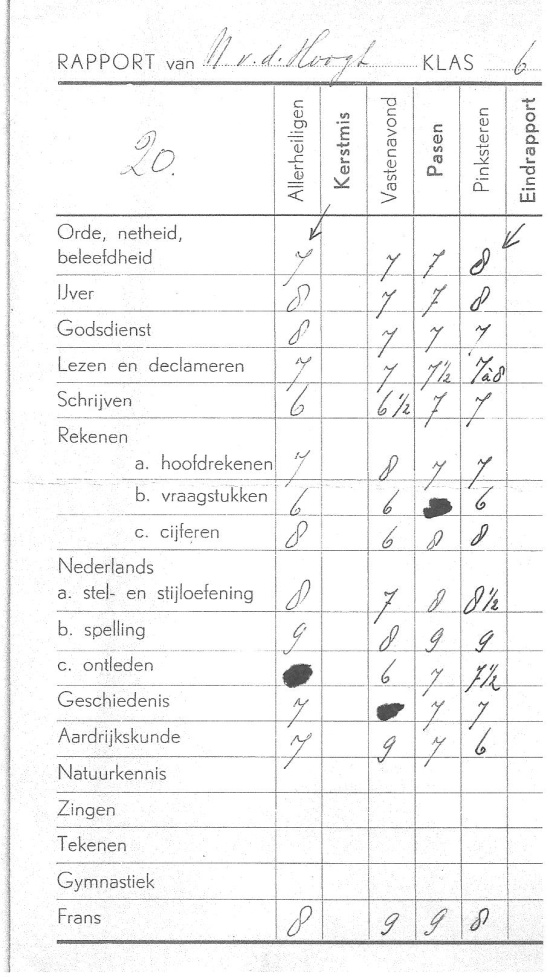 RAPPORT van N. v. d. Hoogt KLAS 6
20.
Allerheiligen Kerstmis Vastenavond Pasen Pinksteren Eindrapport
Orde, netheid,
beleefdheid 7 7 7 8
IJver 8 7 7 8
Godsdienst 8 7 7 7
Lezen en declameren 7 7 7½ 7à8
Schrijven 6 6½ 7 7
Rekenen
a. hoofdrekenen 7 8 7 7
b. vraagstukken 6 6 6
c. cijferen 8 6 8 8
Nederlands
a. stel- en stijloefening 8 7 8 8½
b. spelling 9 8 9 9
c. ontleden 6 7 7½
Geschiedenis 7 7 7
Aardrijkskunde 7 9 7 6
Natuurkennis
Zingen
Tekenen
Gymnastiek
Frans 8 9 9 8